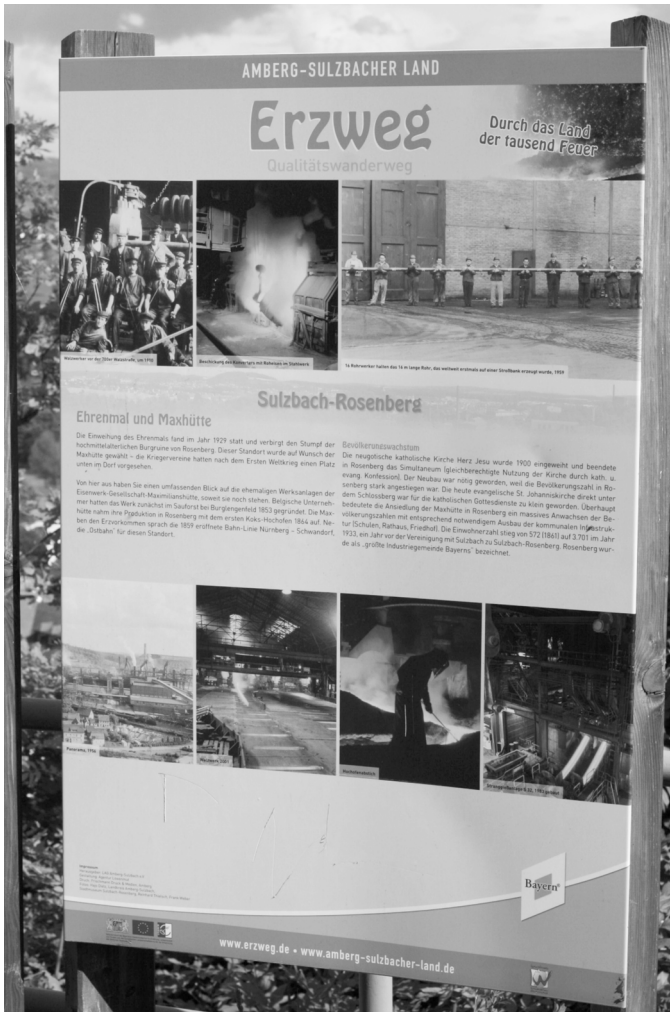 AMBERG-SULZBACHER LAND
Erzweg
Qualitätswanderweg
Durch das Land
der tausend Feuer
14 Rohrwerker halten das 14 m lange Rohr, das weltweit erstmals auf einer Stroßbank erzeugt wurde, 1929
Sulzbach-Rosenberg
Ehrenmal und Maxhütte
Die Einweihung des Ehrenmals fand im Jahr 1929 statt und verbirgt den Stumpf der
hochmittelalterlichen Burgruine von Rosenberg. Dieser Standort wurde auf Wunsch der
Maxhütte gewählt – die Kriegervereine hatten nach dem Ersten Weltkrieg einen Platz
unten im Dorf vorgesehen.
Von hier aus haben Sie einen umfassenden Blick auf die ehemaligen Werksanlagen der
Eisenwerk-Gesellschaft-Maximilianshütte, soweit sie noch stehen. Belgische Unterneh-
mer hatten das Werk zunächst im Sauforst bei Burglengenfeld 1853 gegründet. Die Max-
hütte nahm ihre Produktion in Rosenberg mit dem ersten Koks-Hochofen 1864 auf. Ne-
ben den Erzvorkommen sprach die 1859 eröffnete Bahn-Linie Nürnberg – Schwandorf,
die „Ostbahn" für diesen Standort.
Bevölkerungswachstum
Die neugotische katholische Kirche Herz Jesu wurde 1900 eingeweiht und beendete
in Rosenberg das Simultaneum (gleichberechtigte Nutzung der Kirche durch kath. u.
evang. Konfession). Der Neubau war nötig geworden, weil die Bevölkerungszahl in Ro-
senberg stark angestiegen war. Die heute evangelische St. Johanniskirche direkt unter
dem Schlossberg war für die katholischen Gottesdienste zu klein geworden. Überhaupt
bedeutete die Ansiedlung der Maxhütte in Rosenberg ein massives Anwachsen der Be-
völkerungszahlen mit entsprechend notwendigem Ausbau der kommunalen Infrastruk-
tur (Schulen, Rathaus, Friedhof). Die Einwohnerzahl stieg von 572 (1861) auf 3.701 im Jahr
1933, ein Jahr vor der Vereinigung mit Sulzbach zu Sulzbach-Rosenberg. Rosenberg wur-
de als „größte Industriegemeinde Bayerns" bezeichnet.
Hochofenabstich
Impressum
Bayern
www.erzweg.de • www.amberg-sulzbacher-land.de